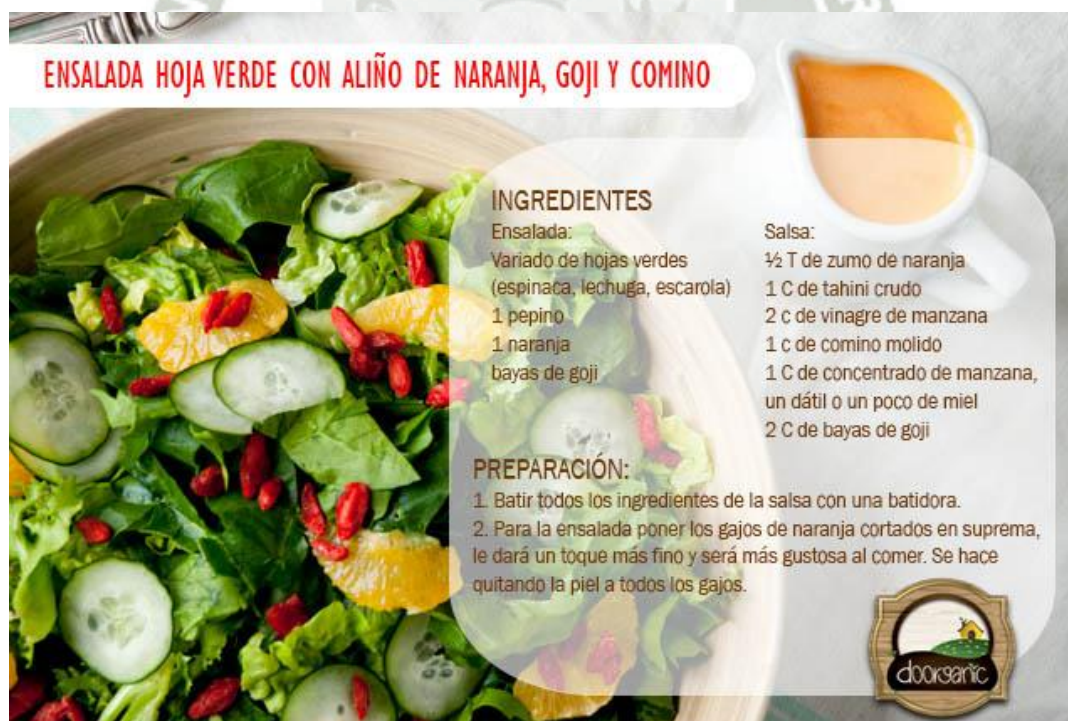 ENSALADA HOJA VERDE CON ALIÑO DE NARANJA, GOJI Y COMINO
INGREDIENTES
Ensalada:
Variado de hojas verdes
(espinaca, lechuga, escarola)
1 pepino
1 naranja
bayas de goji
Salsa:
½ T de zumo de naranja
1 C de tahini crudo
2 c de vinagre de manzana
1 c de comino molido
1 C de concentrado de manzana,
un dátil o un poco de miel
2 C de bayas de goji
PREPARACIÓN:
1. Batir todos los ingredientes de la salsa con una batidora.
2. Para la ensalada poner los gajos de naranja cortados en suprema,
le dará un toque más fino y será más gustosa al comer. Se hace
quitando la piel a todos los gajos.
doorganic